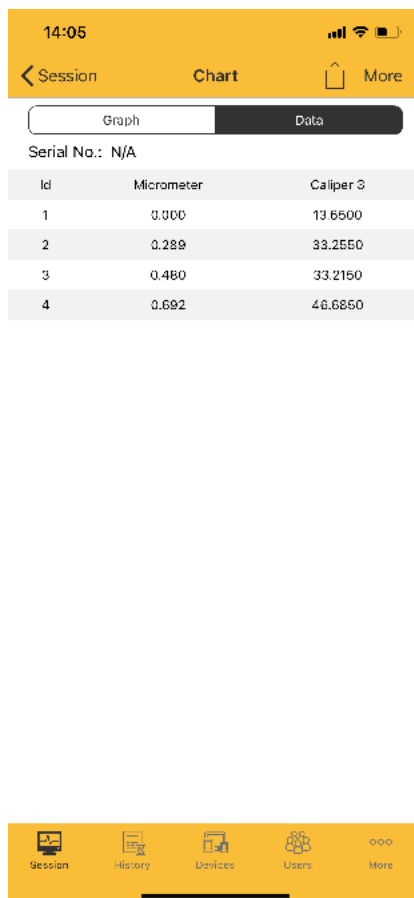 14:05
Session Chart More
Graph Data
Serial No.: N/A
Id Micrometer Caliper 3
1 0.000 13.6500
2 0.289 33.2550
3 0.480 33.2150
4 0.692 46.6850
Session History Devices Users More